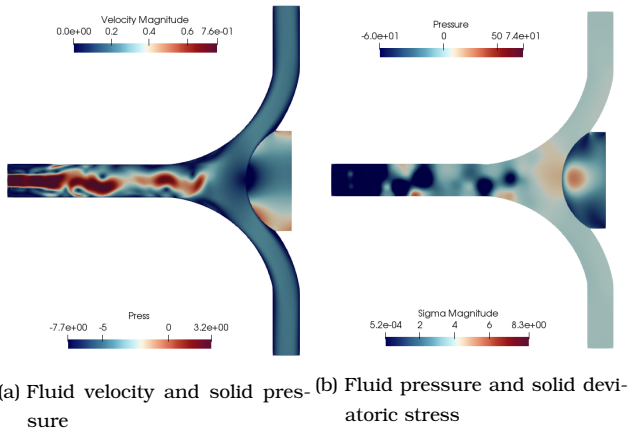 Velocity Magnitude
0.0e+00 0.2 0.4 0.6 7.6e-01
Press
-7.7e+00 -5 0 3.2e+00
(a) Fluid velocity and solid pres-
sure
Pressure
-6.0e+01 0 50 7.4e+01
Sigma Magnitude
5.2e-04 2 4 6 8.3e+00
(b) Fluid pressure and solid devi-
atoric stress